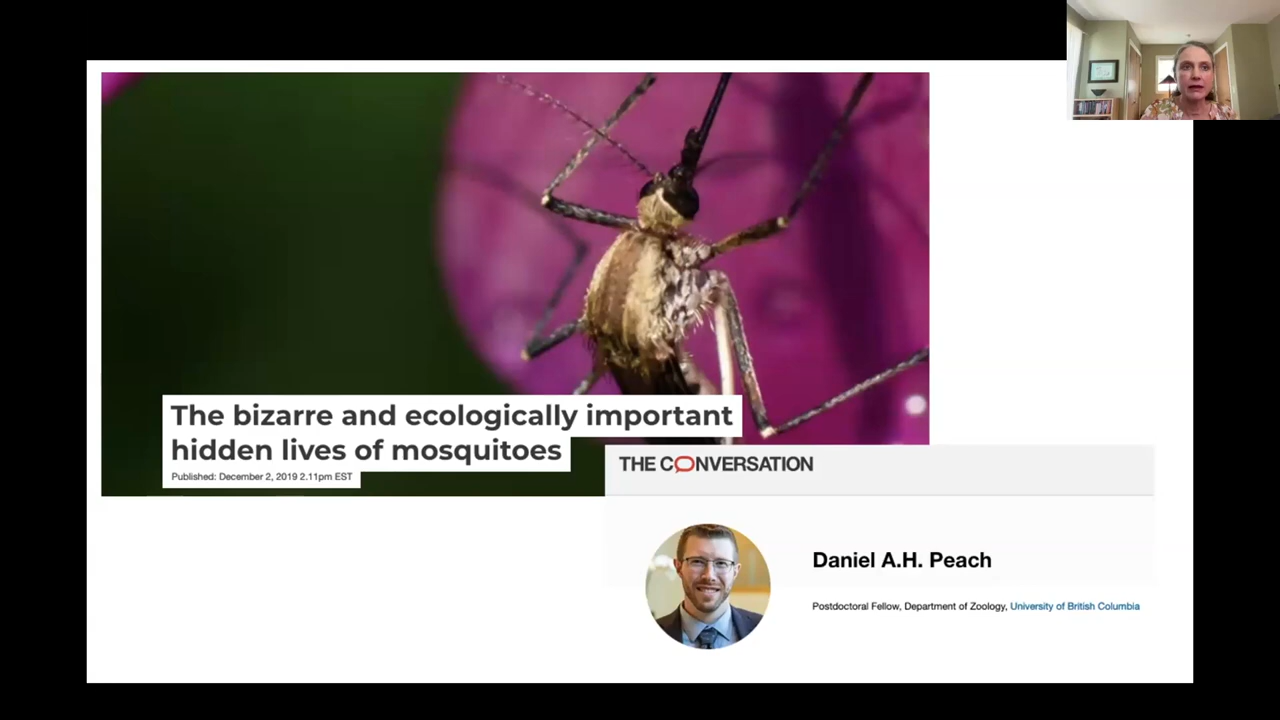 The bizarre and ecologically important
hidden lives of mosquitoes
Published: December 2, 2019 2.11pm EST
THE CONVERSATION
Daniel A.H. Peach
Postdoctoral Fellow, Department of Zoology, University of British Columbia